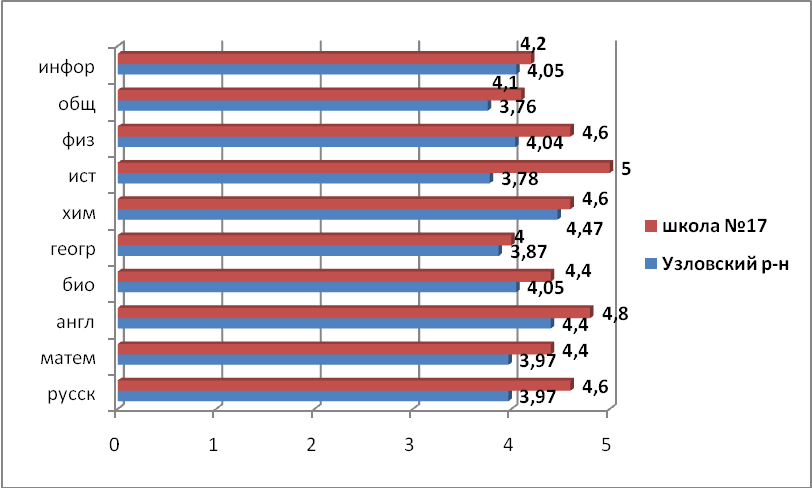 инфор 4,2
4,05
общ 4,1
3,76
физ 4,6
4,04
ист 5
3,78
хим 4,6
4,47
геогр 4
3,87
био 4,4
4,05
англ 4,8
4,4
матем 4,4
3,97
русск 4,6
3,97
0 1 2 3 4 5
школа №17
Узловский р-н